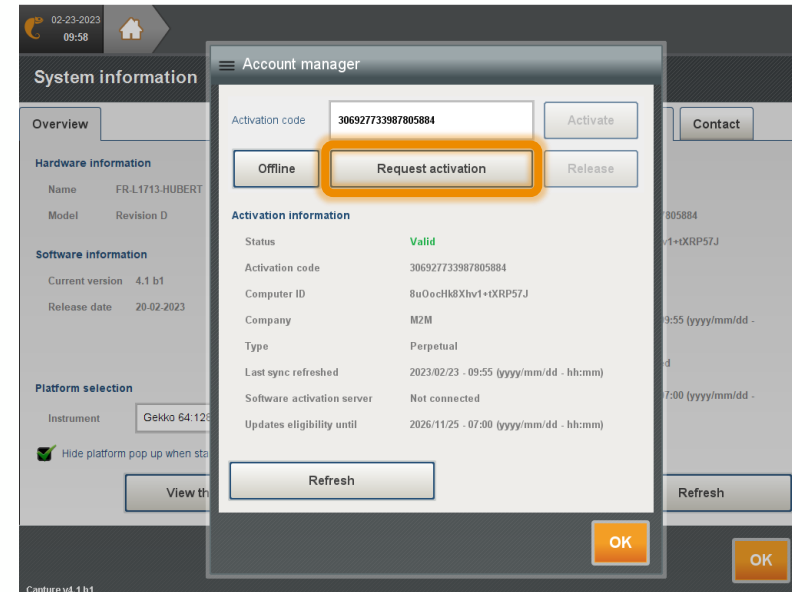 02-23-2023
09:58
System information
Overview
Contact
Hardware information
Name FR-L1713-HUBERT
Model Revision D
Software information
Current version 4.1 b1
Release date 20-02-2023
Platform selection
Instrument Gekko 64:128
Hide platform pop up when sta
View th
Account manager
Activation code 306927733987805884 Activate
Offline Request activation Release
Activation information
Status Valid
Activation code 306927733987805884
Computer ID 8uOocHk8Xhv1+tXRP57J
Company M2M
Type Perpetual
Last sync refreshed 2023/02/23 - 09:55 (yyyy/mm/dd - hh:mm)
Software activation server Not connected
Updates eligibility until 2026/11/25 - 07:00 (yyyy/mm/dd - hh:mm)
Refresh
OK
805884
v1+tXRP57J
09:55 (yyyy/mm/dd -
ed
07:00 (yyyy/mm/dd -
Refresh
OK
Capture v4.1 b1